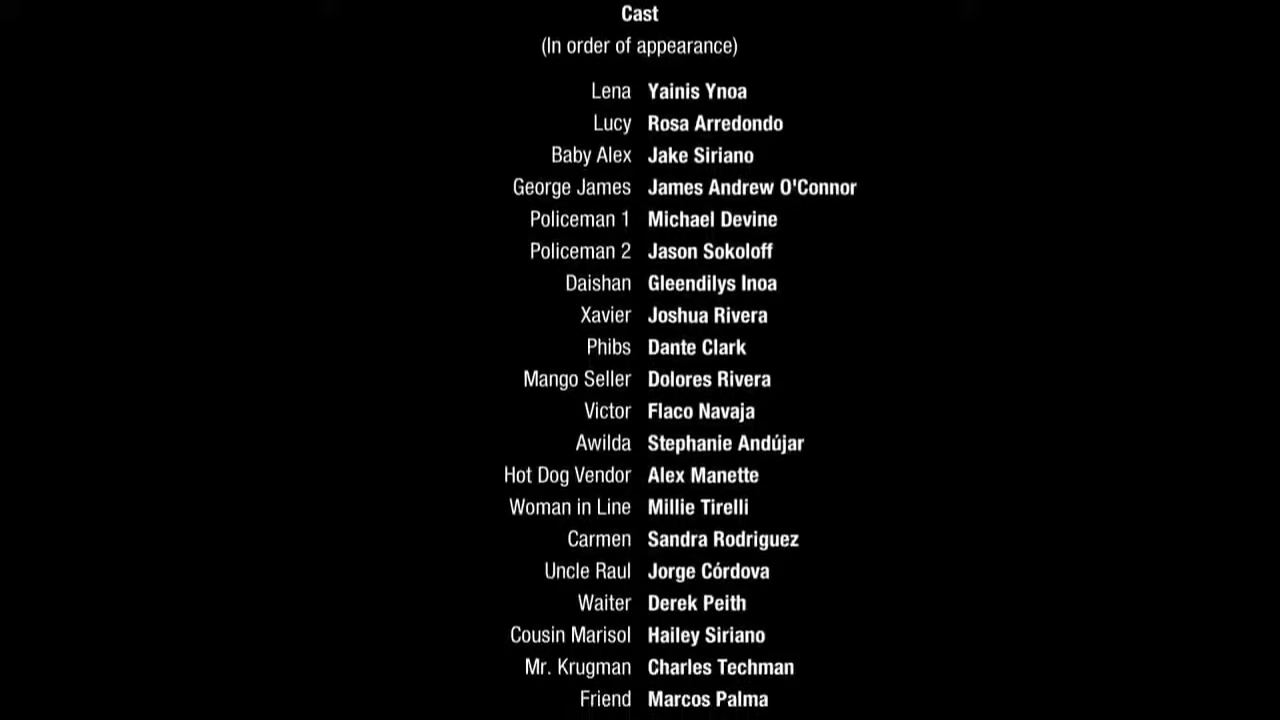 Cast
(In order of appearance)
Lena Yainis Ynoa
Lucy Rosa Arredondo
Baby Alex Jake Siriano
George James James Andrew O'Connor
Policeman 1 Michael Devine
Policeman 2 Jason Sokoloff
Daishan Gleendilys Inoa
Xavier Joshua Rivera
Phibs Dante Clark
Mango Seller Dolores Rivera
Victor Flaco Navaja
Awilda Stephanie Andújar
Hot Dog Vendor Alex Manette
Woman in Line Millie Tirelli
Carmen Sandra Rodriguez
Uncle Raul Jorge Córdova
Waiter Derek Peith
Cousin Marisol Hailey Siriano
Mr. Krugman Charles Techman
Friend Marcos Palma